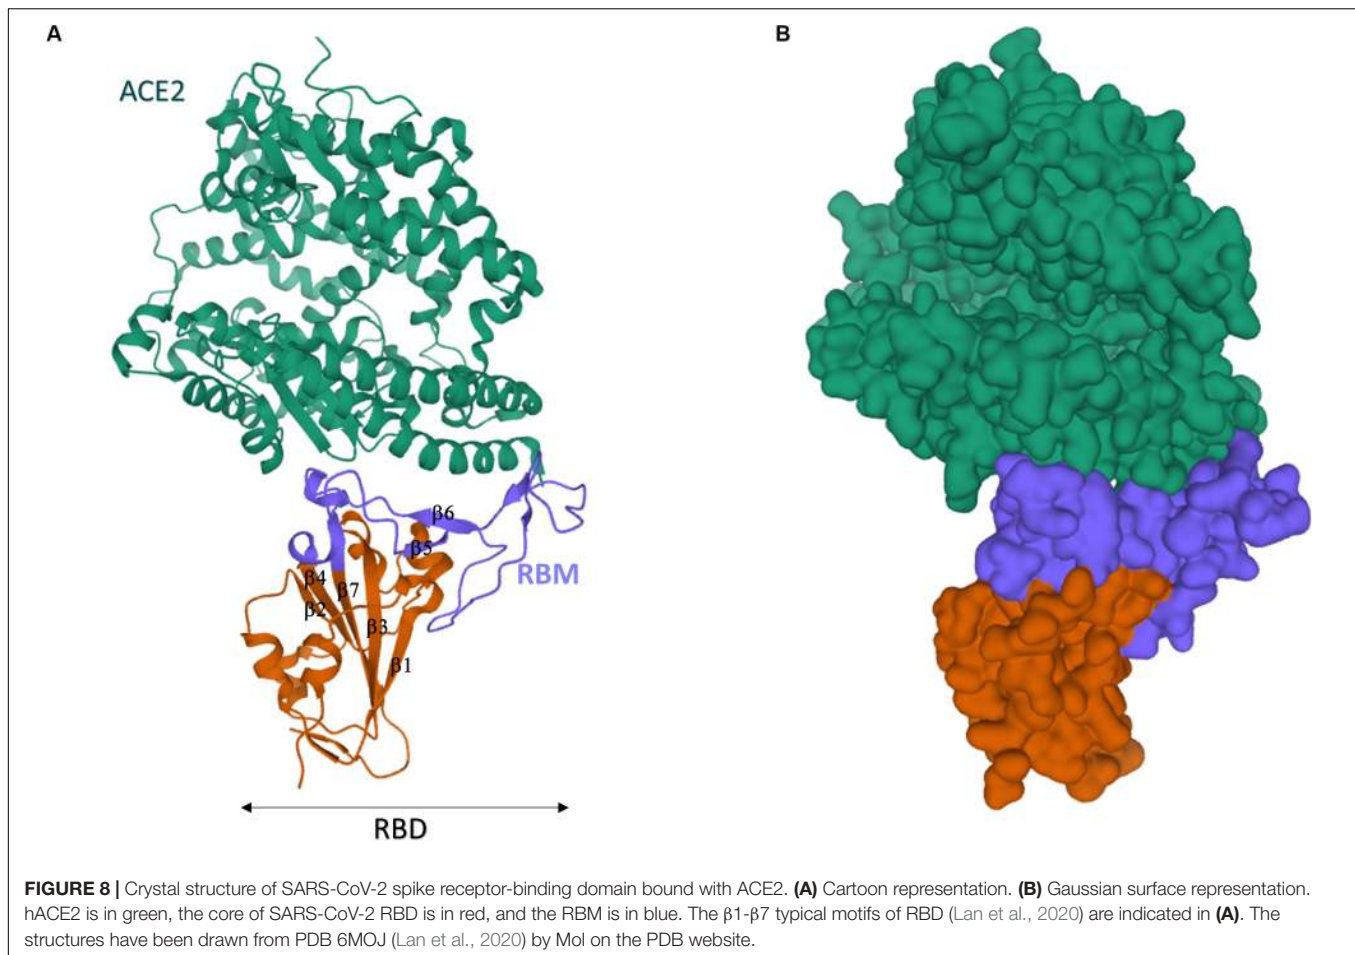 A
B
ACE2
β6
β5
RBM
β4
β7
β2
β3
β1
RBD
FIGURE 8 | Crystal structure of SARS-CoV-2 spike receptor-binding domain bound with ACE2. (A) Cartoon representation. (B) Gaussian surface representation.
hACE2 is in green, the core of SARS-CoV-2 RBD is in red, and the RBM is in blue. The β1-β7 typical motifs of RBD (Lan et al., 2020) are indicated in (A). The
structures have been drawn from PDB 6MOJ (Lan et al., 2020) by Mol on the PDB website.